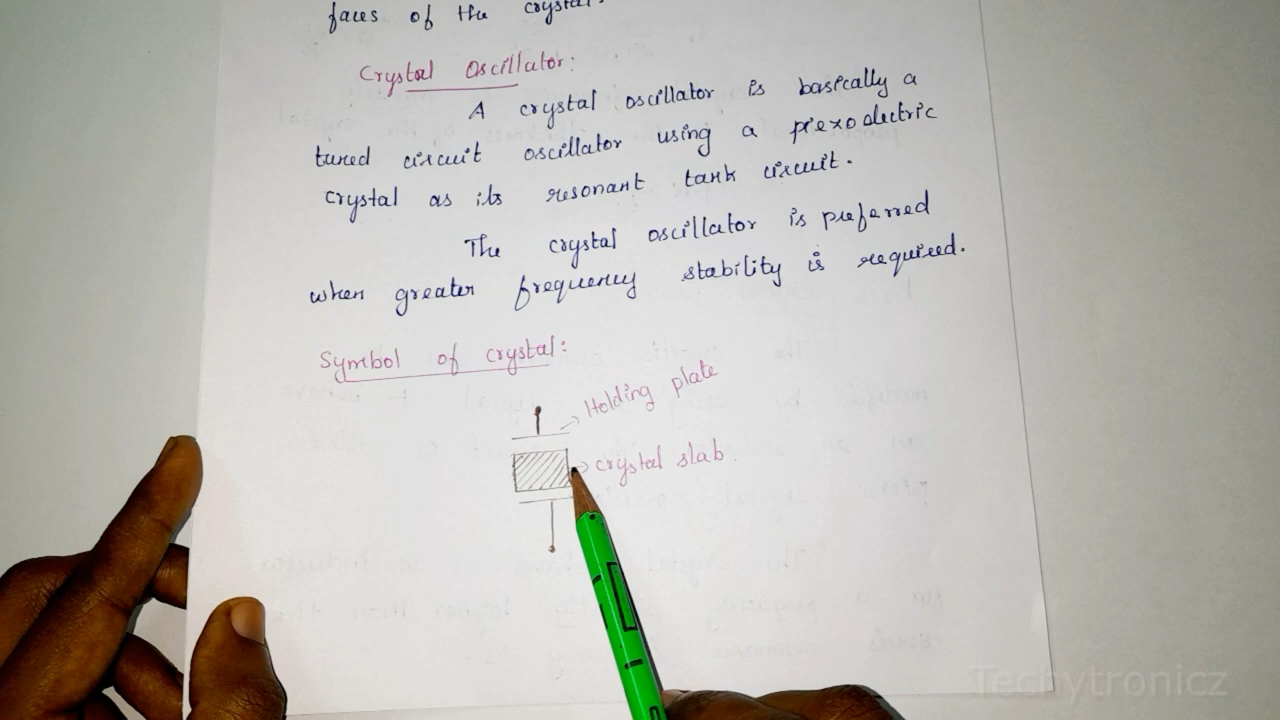 faces of the crystal.
Crystal Oscillator:
A crystal oscillator is basically a
tuned circuit oscillator using a piezoelectric
crystal as its resonant tank circuit.
The crystal oscillator is preferred
when greater frequency stability is required.
Symbol of crystal:
Holding plate
crystal slab
Techytronicz